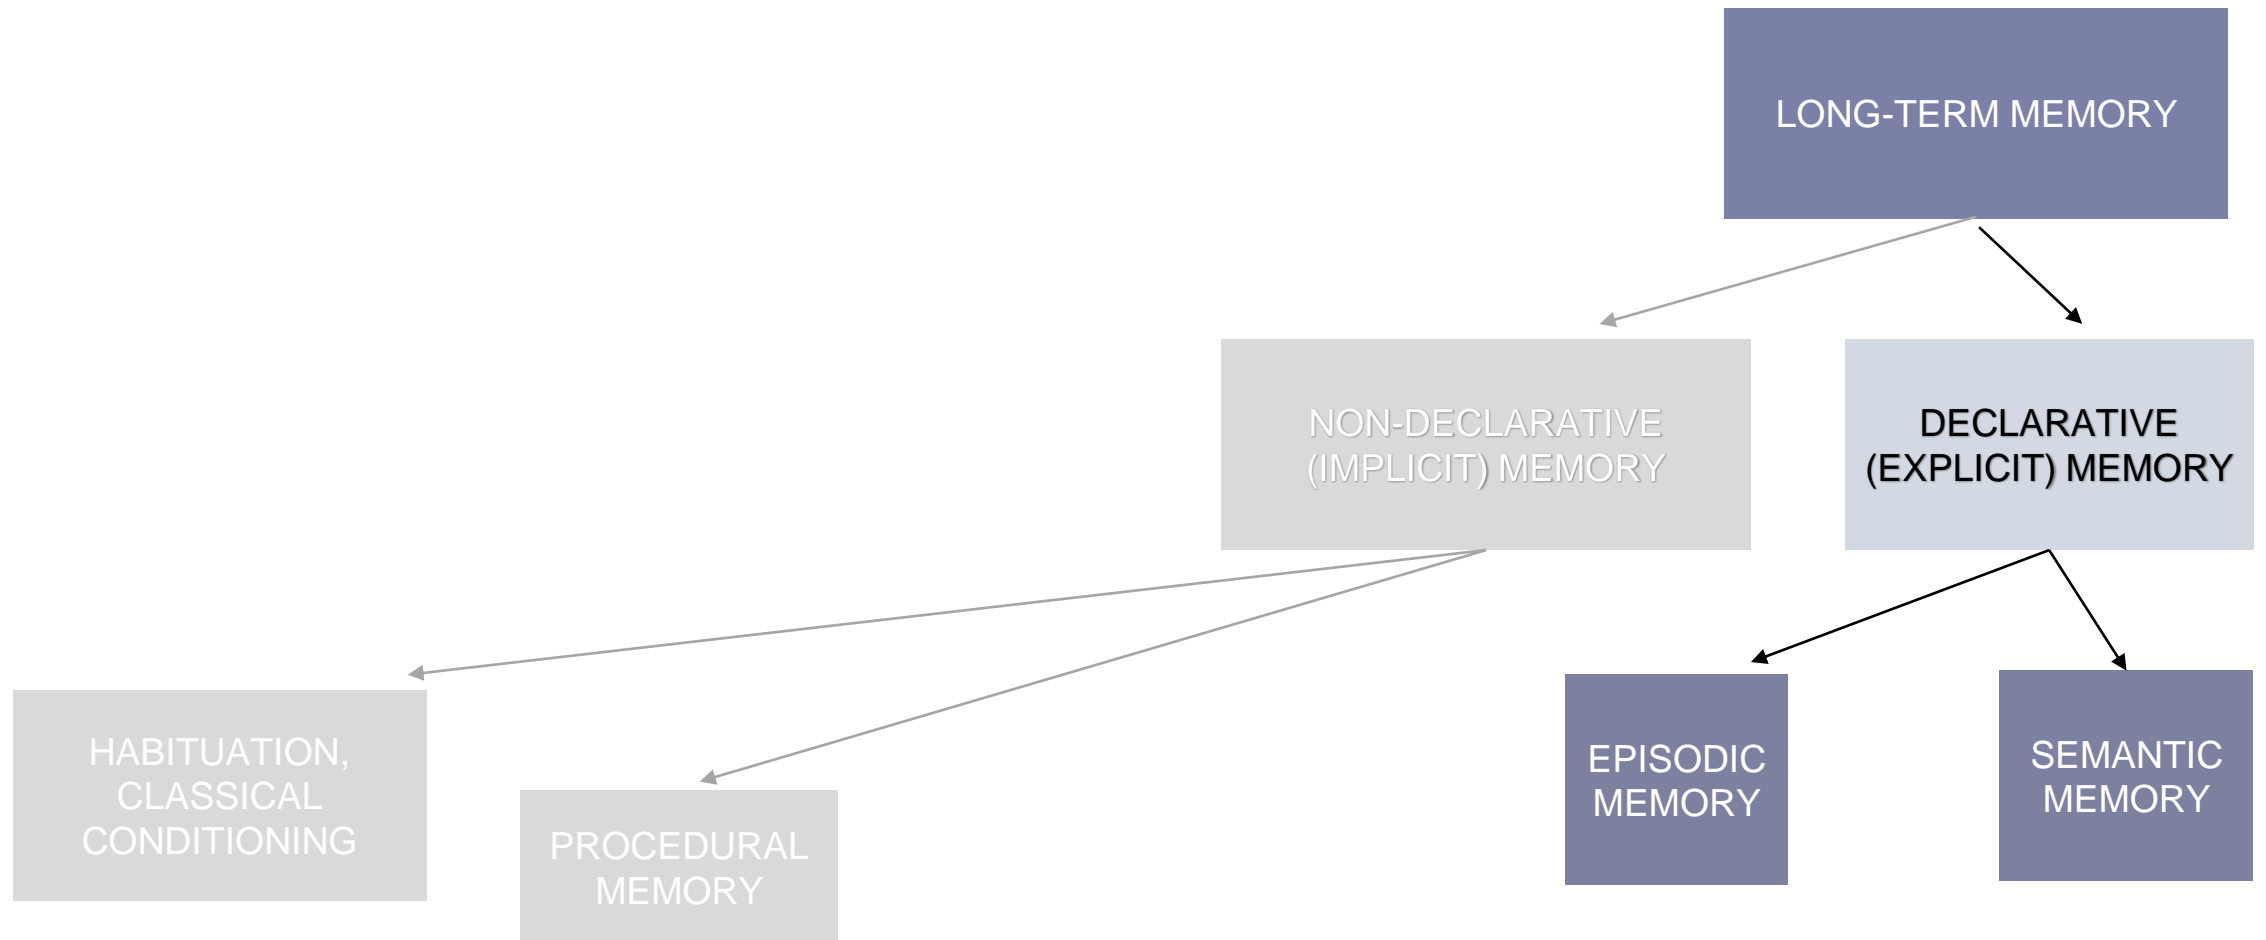 LONG-TERM MEMORY
NON-DECLARATIVE
(IMPLICIT) MEMORY
DECLARATIVE
(EXPLICIT) MEMORY
HABITUATION,
CLASSICAL
CONDITIONING
PROCEDURAL
MEMORY
EPISODIC
MEMORY
SEMANTIC
MEMORY